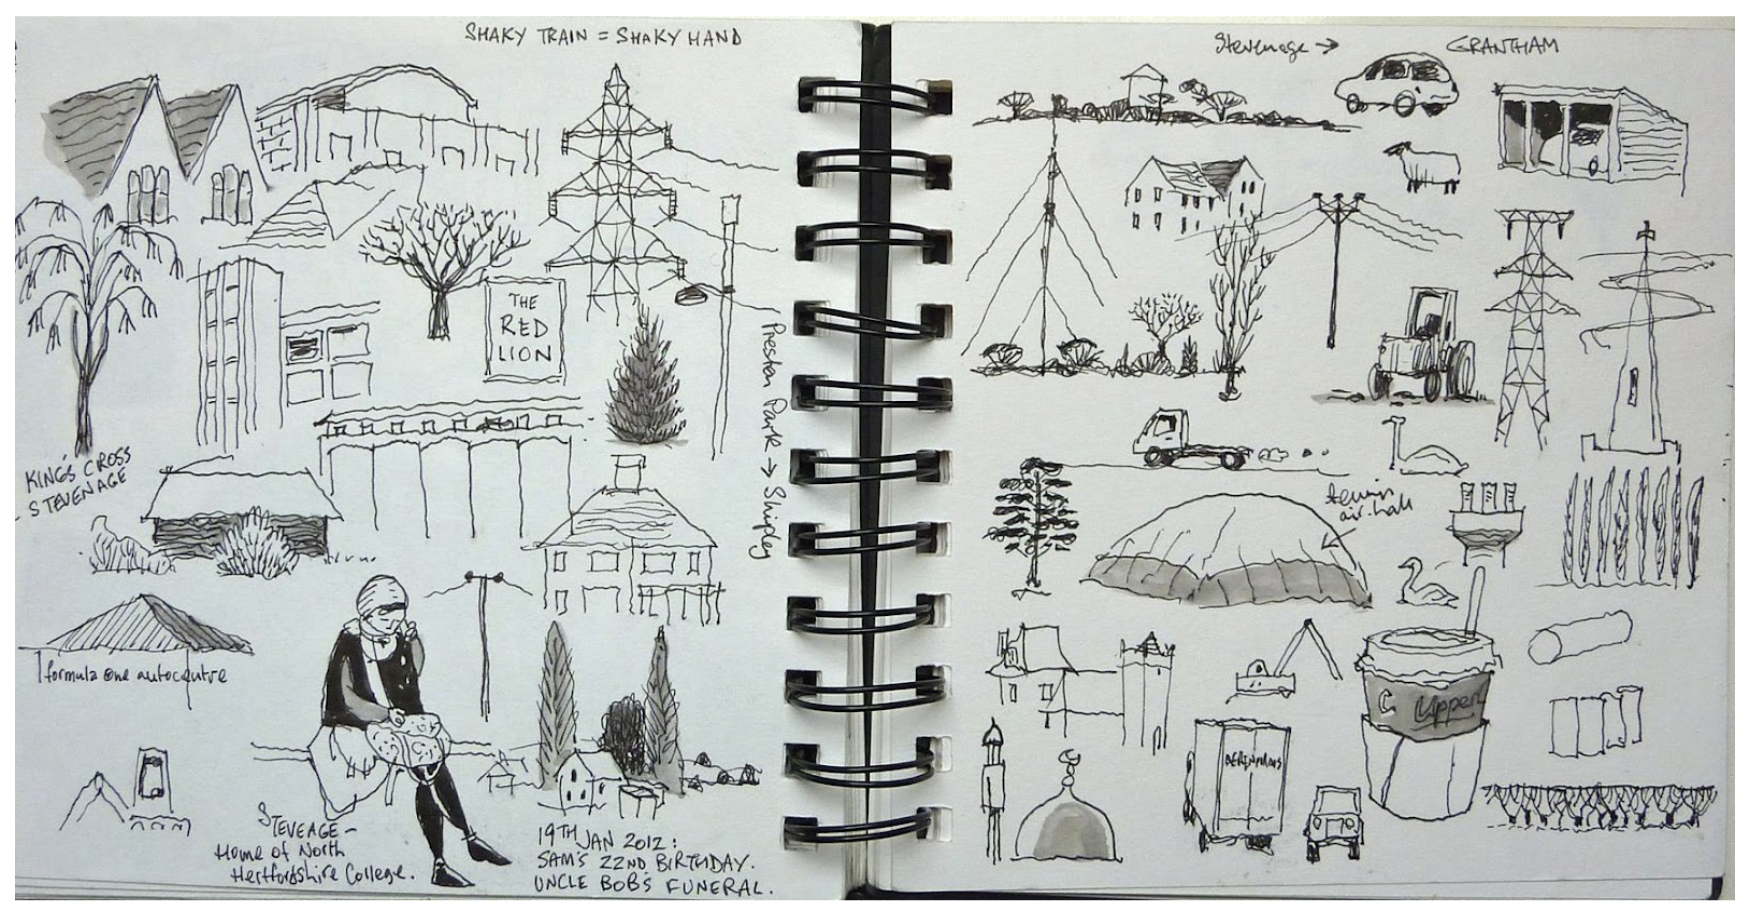 SHAKY TRAIN = SHAKY HAND
THE
RED
LION
Preston Park → Shipley
KING'S CROSS
STEVENAGE
formula one autocentre
STEVEAGE -
Home of North
Hertfordshire College.
19TH JAN 2012:
SAM'S 22ND BIRTHDAY.
UNCLE BOB'S FUNERAL.
Stevenage →
GRANTHAM
air-hall
C Upper